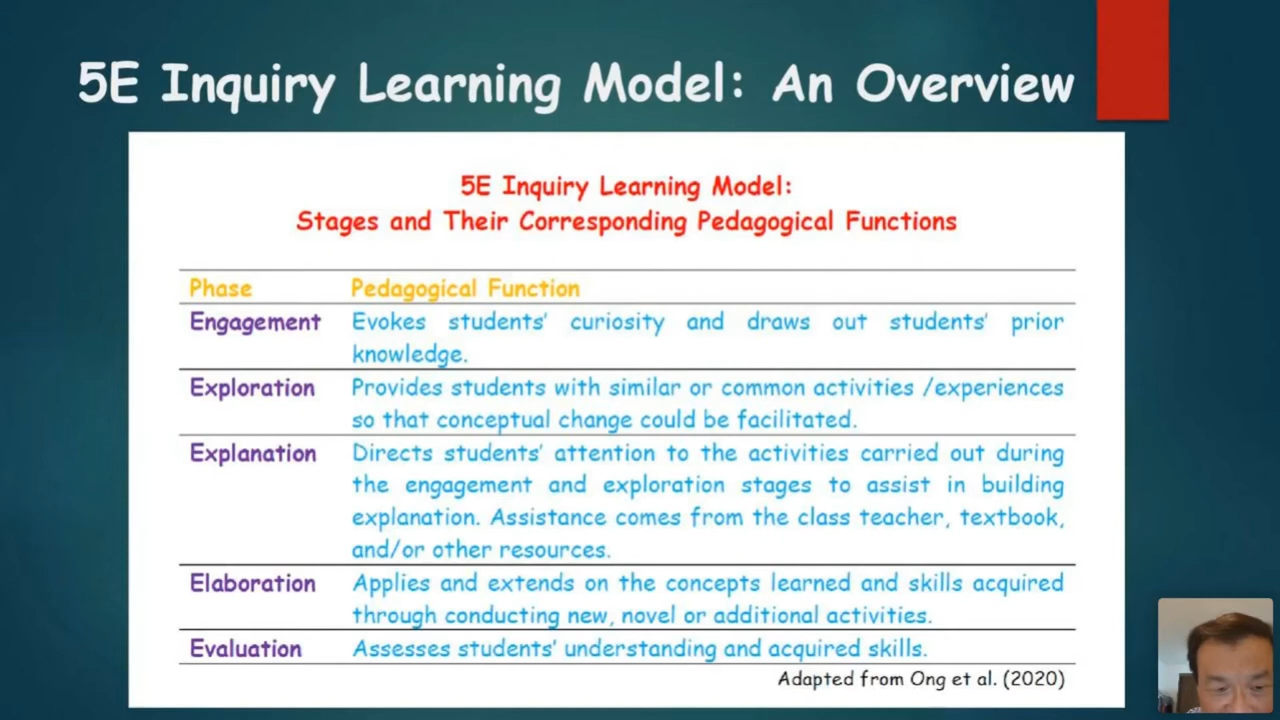 5E Inquiry Learning Model: An Overview
5E Inquiry Learning Model:
Stages and Their Corresponding Pedagogical Functions
Phase Pedagogical Function
Engagement Evokes students' curiosity and draws out students' prior
knowledge.
Exploration Provides students with similar or common activities /experiences
so that conceptual change could be facilitated.
Explanation Directs students' attention to the activities carried out during
the engagement and exploration stages to assist in building
explanation. Assistance comes from the class teacher, textbook,
and/or other resources.
Elaboration Applies and extends on the concepts learned and skills acquired
through conducting new, novel or additional activities.
Evaluation Assesses students' understanding and acquired skills.
Adapted from Ong et al. (2020)